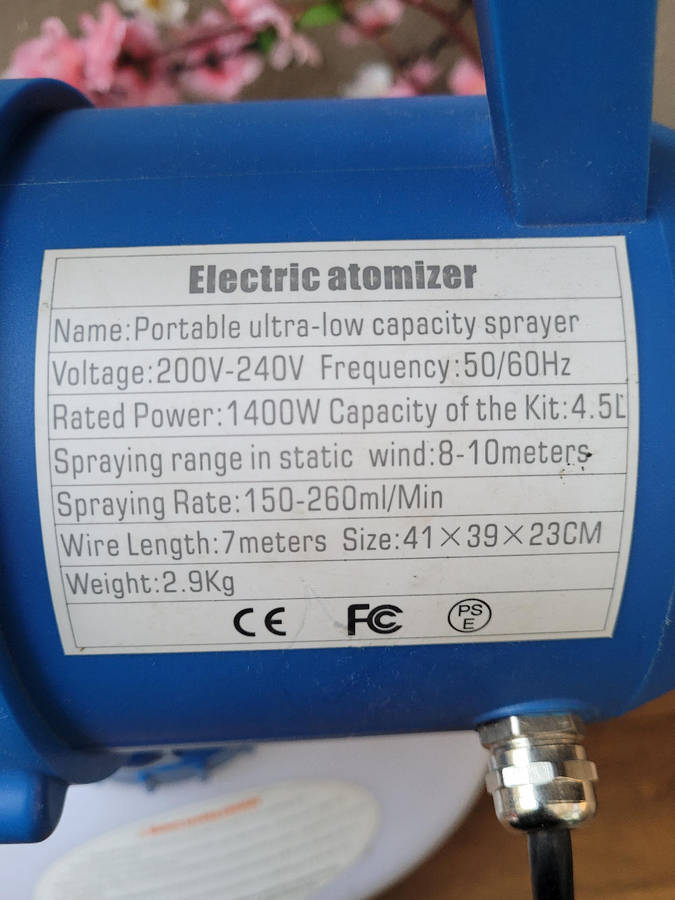 Electric atomizer
Name:Portable ultra-low capacity sprayer
Voltage:200V-240V Frequency:50/60Hz
Rated Power:1400W Capacity of the Kit:4.5L
Spraying range in static wind:8-10meters
Spraying Rate:150-260ml/Min
Wire Length:7meters Size:41×39×23CM
Weight:2.9Kg
CE FC PS
E